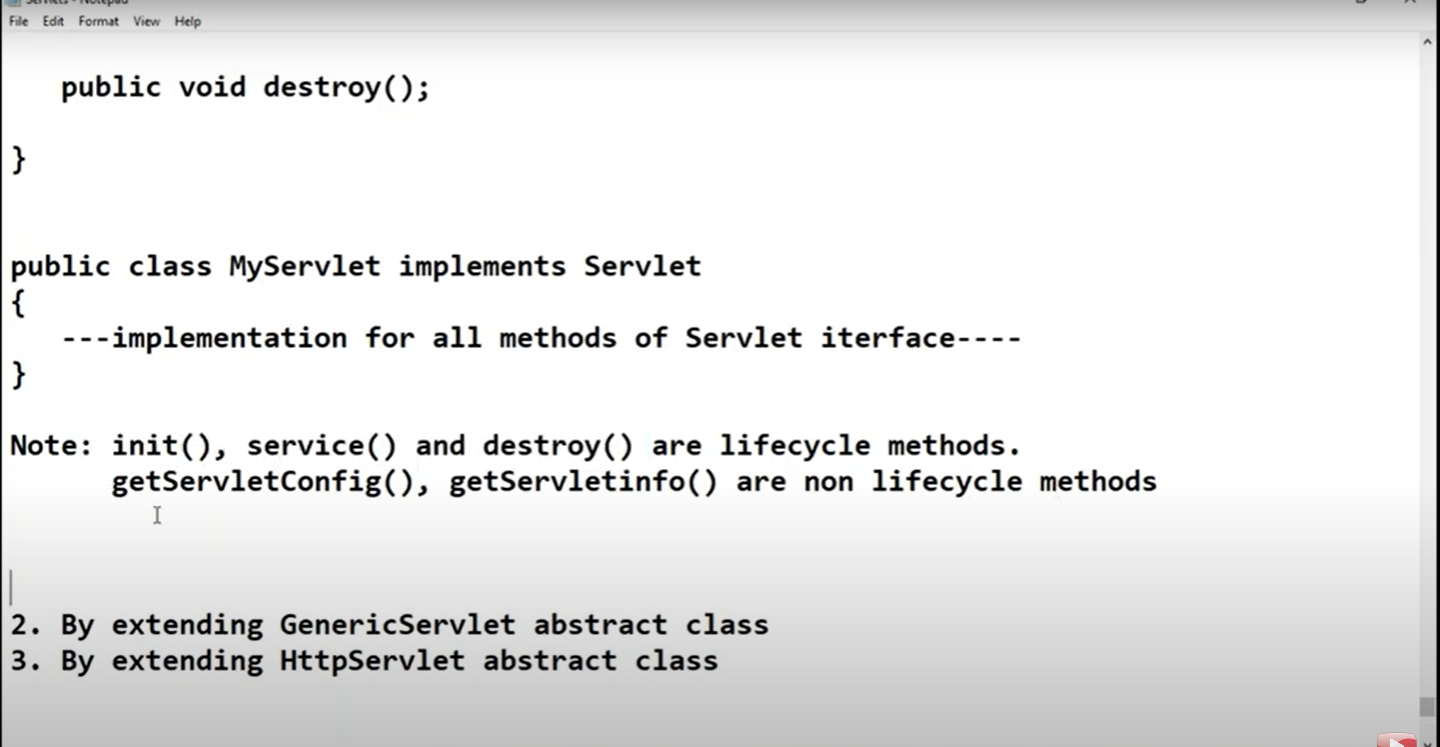 Servlets - Notepad
File Edit Format View Help
public void destroy();
}
public class MyServlet implements Servlet
{
---implementation for all methods of Servlet iterface----
}
Note: init(), service() and destroy() are lifecycle methods.
getServletConfig(), getServletinfo() are non lifecycle methods
2. By extending GenericServlet abstract class
3. By extending HttpServlet abstract class